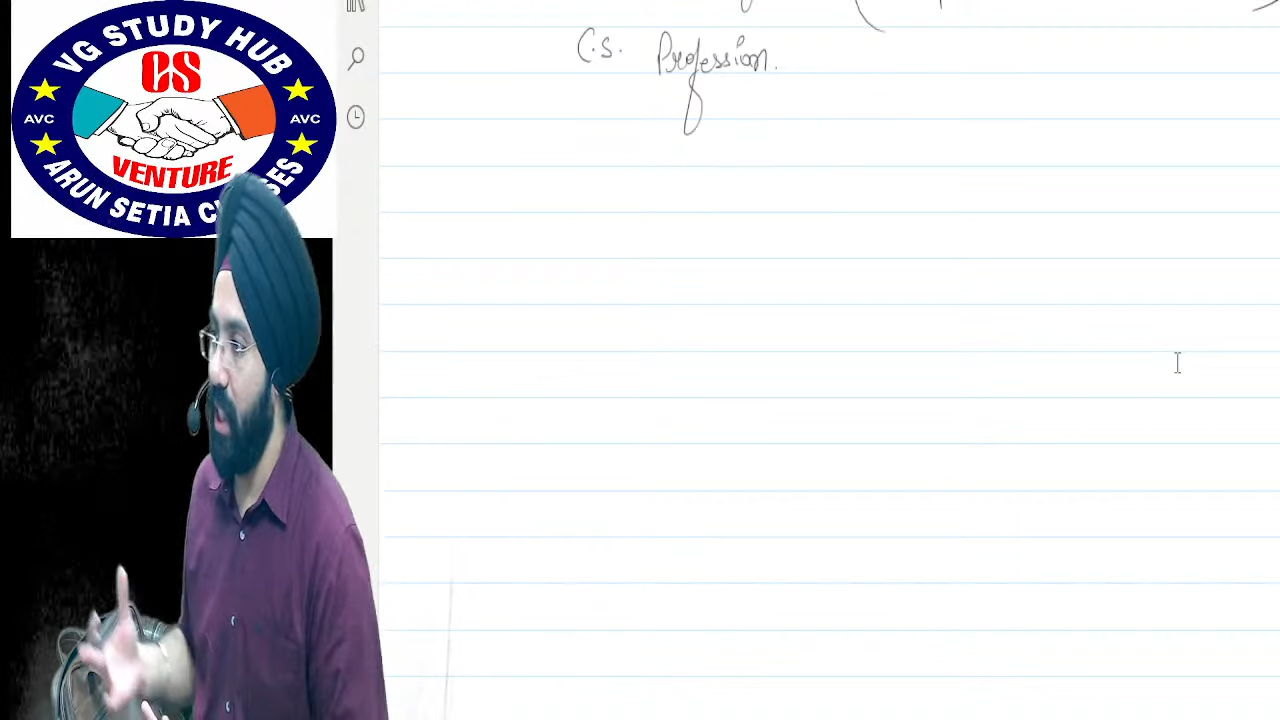 VG STUDY HUB
CS
AVC
AVC
VENTURE
ARUN SETIA
C.S. Profession.